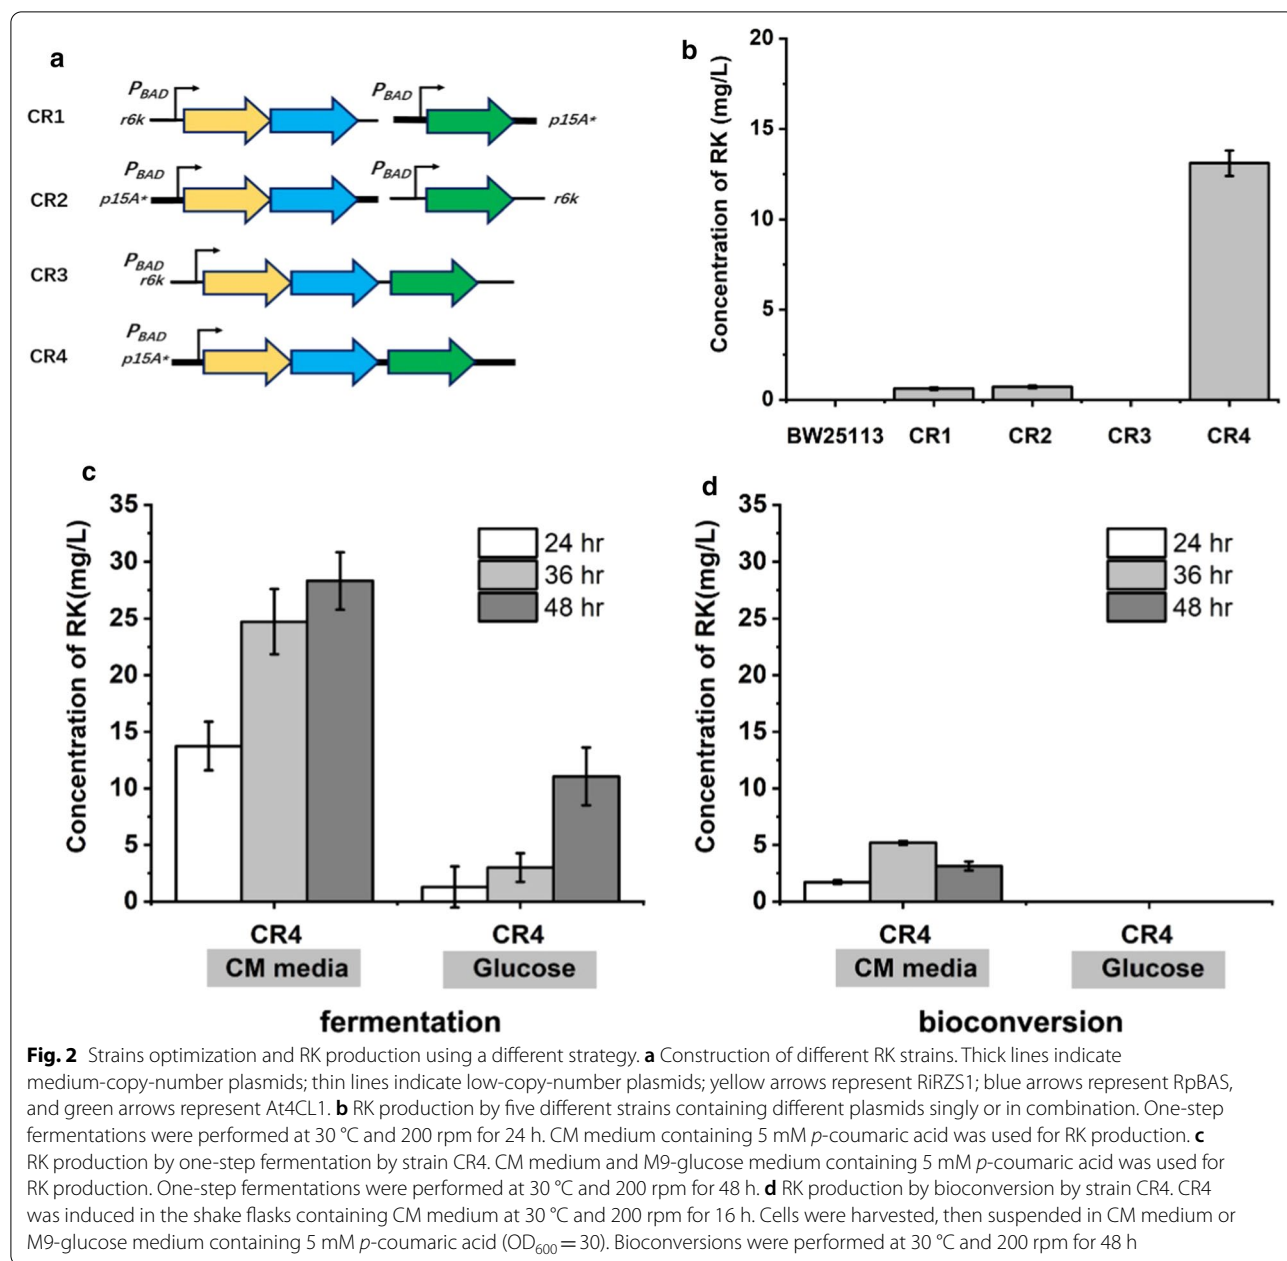 a
CR1
P_BAD
r6k
P_BAD
p15A*
CR2
P_BAD
p15A*
P_BAD
r6k
CR3
P_BAD
r6k
CR4
P_BAD
p15A*
b
Concentration of RK (mg/L)
20
15
10
5
0
BW25113 CR1 CR2 CR3 CR4
c
Concentration of RK(mg/L)
35
30
25
20
15
10
5
0
24 hr
36 hr
48 hr
CR4 CR4
CM media Glucose
fermentation
d
Concentration of RK(mg/L)
35
30
25
20
15
10
5
0
24 hr
36 hr
48 hr
CR4 CR4
CM media Glucose
bioconversion
Fig. 2 Strains optimization and RK production using a different strategy. a Construction of different RK strains. Thick lines indicate
medium-copy-number plasmids; thin lines indicate low-copy-number plasmids; yellow arrows represent RiRZS1; blue arrows represent RpBAS,
and green arrows represent At4CL1. b RK production by five different strains containing different plasmids singly or in combination. One-step
fermentations were performed at 30 °C and 200 rpm for 24 h. CM medium containing 5 mM p-coumaric acid was used for RK production. c
RK production by one-step fermentation by strain CR4. CM medium and M9-glucose medium containing 5 mM p-coumaric acid was used for
RK production. One-step fermentations were performed at 30 °C and 200 rpm for 48 h. d RK production by bioconversion by strain CR4. CR4
was induced in the shake flasks containing CM medium at 30 °C and 200 rpm for 16 h. Cells were harvested, then suspended in CM medium or
M9-glucose medium containing 5 mM p-coumaric acid (OD₆₀₀ = 30). Bioconversions were performed at 30 °C and 200 rpm for 48 h